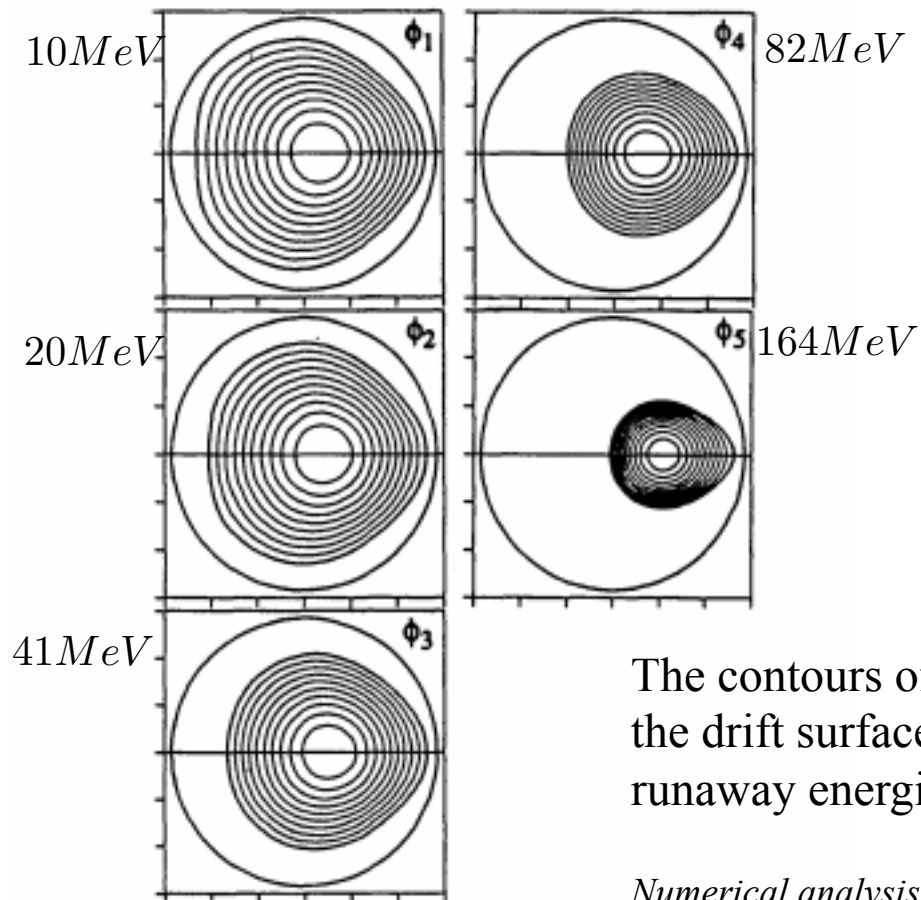 10MeV
ϕ1
ϕ4
82MeV
20MeV
ϕ2
ϕ5
164MeV
41MeV
ϕ3
The contours of
the drift surface
runaway energi
Numerical analysis